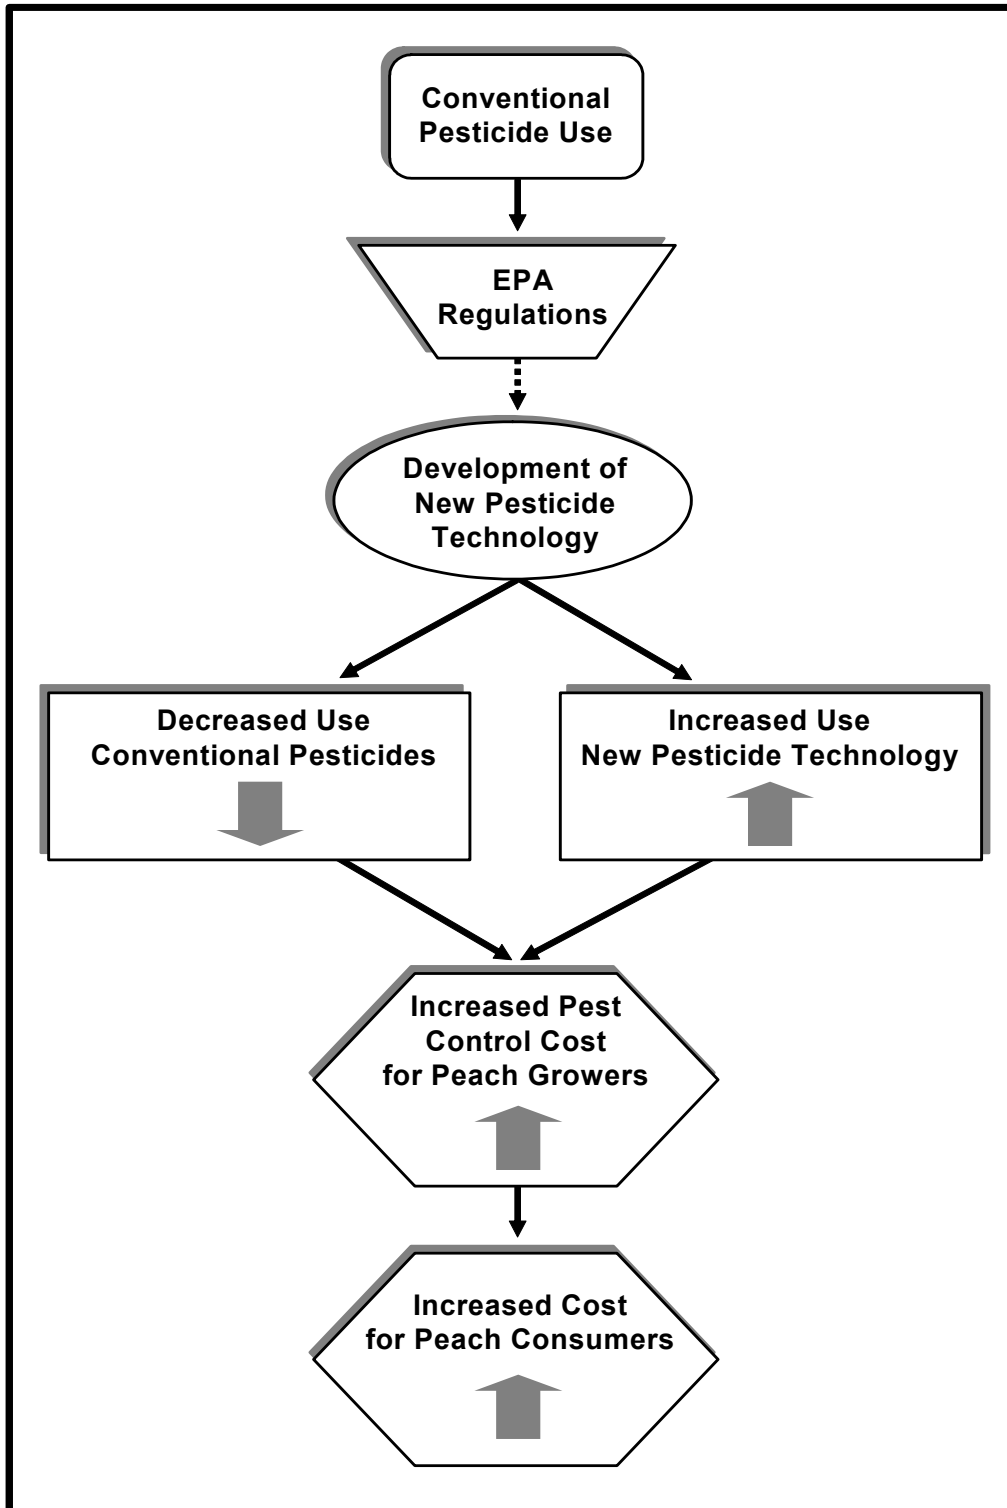 Conventional
Pesticide Use
EPA
Regulations
Development of
New Pesticide
Technology
Decreased Use
Conventional Pesticides
Increased Use
New Pesticide Technology
Increased Pest
Control Cost
for Peach Growers
Increased Cost
for Peach Consumers